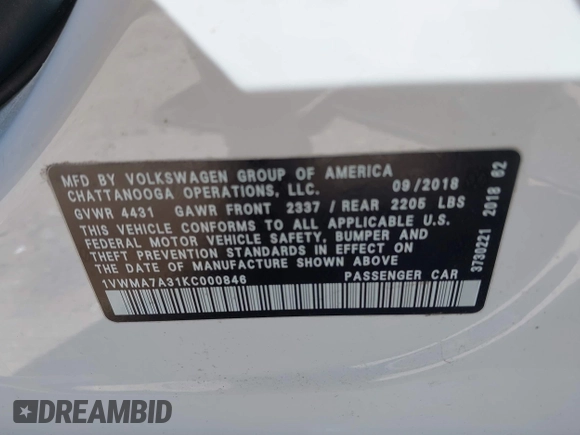 MFD BY VOLKSWAGEN GROUP OF AMERICA
CHATTANOOGA OPERATIONS, LLC. 09/2018
GVWR 4431 GAWR FRONT 2337 / REAR 2205 LBS
THIS VEHICLE CONFORMS TO ALL APPLICABLE U.S.
FEDERAL MOTOR VEHICLE SAFETY, BUMPER AND
THEFT PREVENTION STANDARDS IN EFFECT ON
THE DATE OF MANUFACTURE SHOWN ABOVE
1VWMA7A31KC000846 PASSENGER CAR
3730221 2018 62
DREAMBID